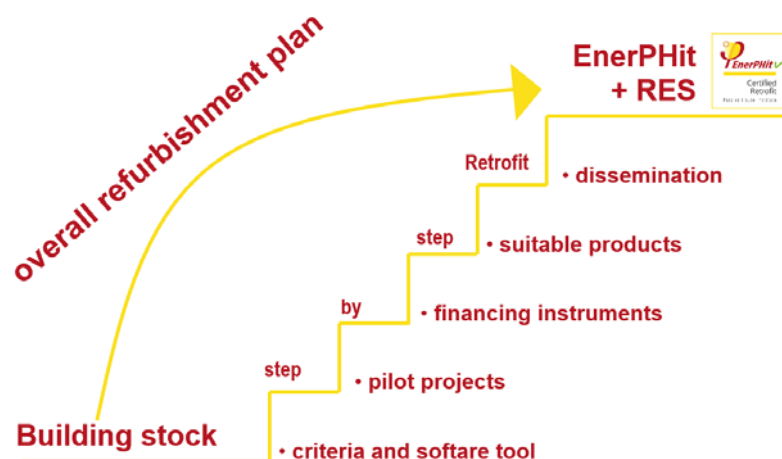 overall refurbishment plan
EnerPHit
+ RES
EnerPHit
Certified
Retrofit
Retrofit
• dissemination
step
• suitable products
by
• financing instruments
step
• pilot projects
Building stock
• criteria and softare tool